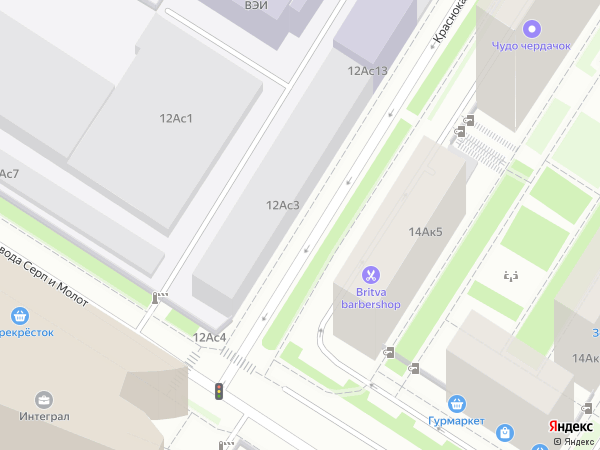 ВЭИ
Краснока
Чудо чердачок
12Ас13
12Ас1
Ас7
12Ас3
14Ак5
Britva
barbershop
вода Серп и Молот
рекрёсток
12Ас4
З
14Ак
Интеграл
Гурмаркет
Яндекс
© Яндекс